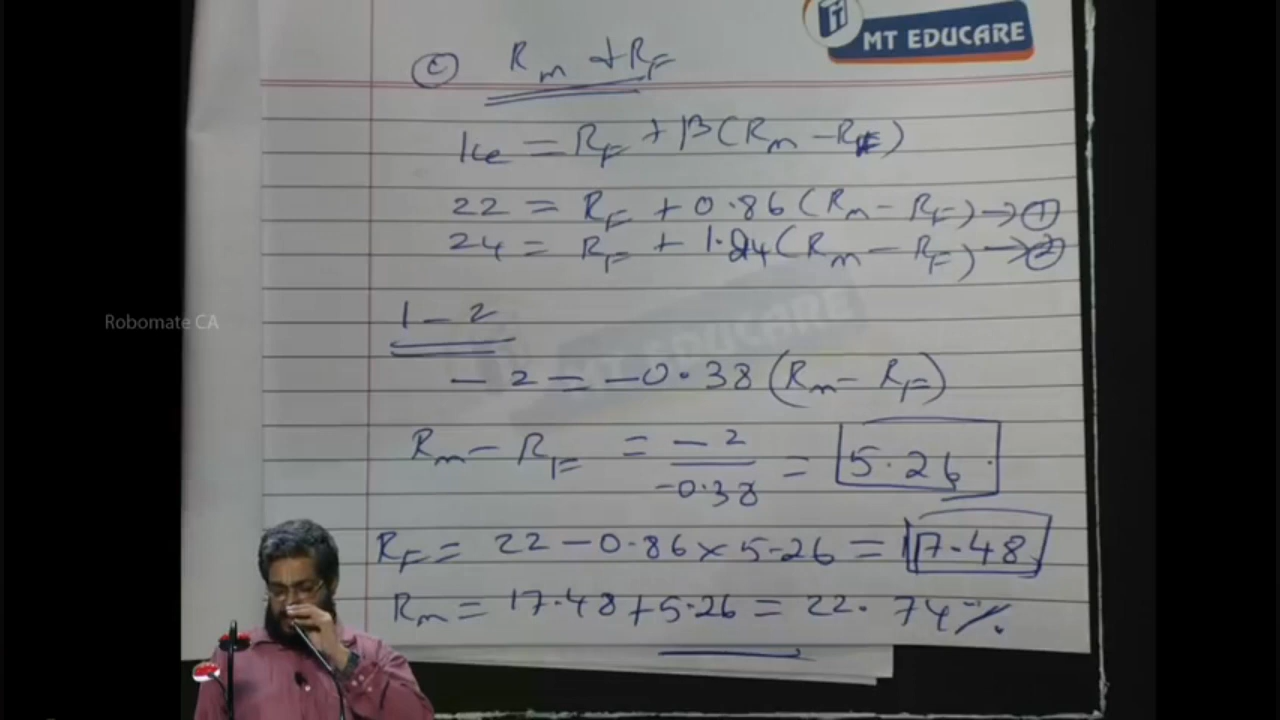 MT EDUCARE
(c) Rm + RF
Ke = RF + β(Rm - RF)
22 = RF + 0.86 (Rm - RF) → ①
24 = RF + 1.24 (Rm - RF) → ②
Robomate CA
1 - 2
MT EDUCARE
- 2 = -0.38 (Rm - RF)
Rm - RF = - 2 / -0.38 = 5.26
RF = 22 - 0.86 × 5.26 = 17.48
Rm = 17.48 + 5.26 = 22.74%